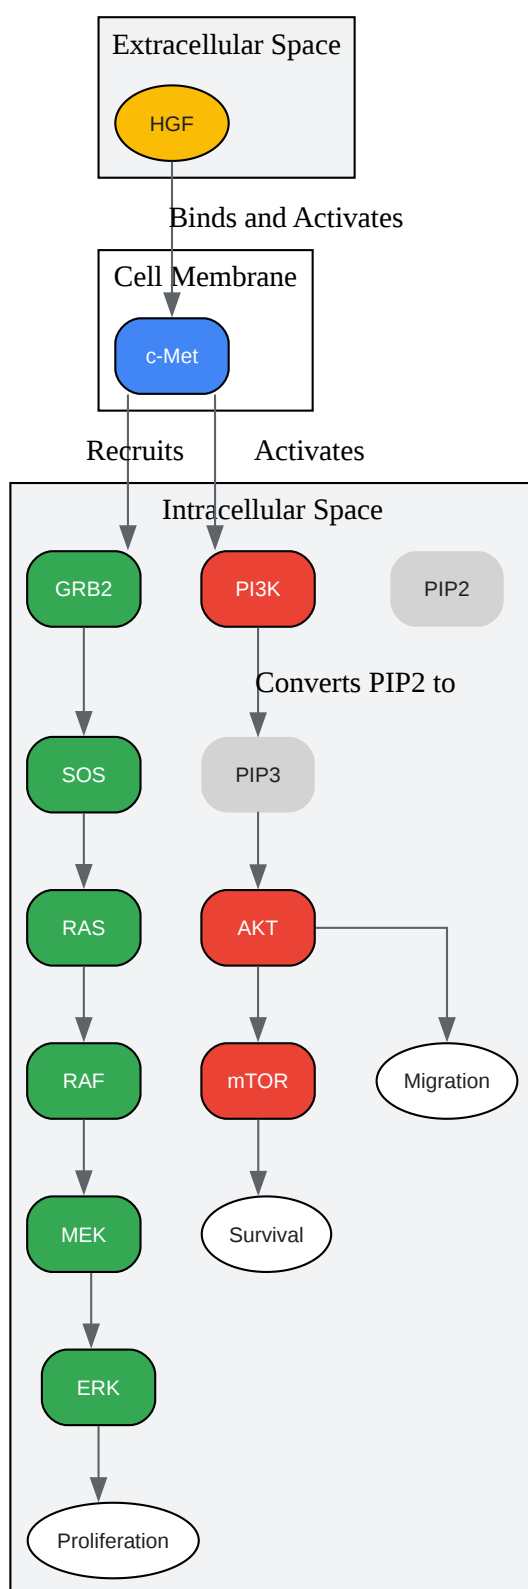 Extracellular Space
HGF
Binds and Activates
Cell Membrane
c-Met
Recruits
Activates
Intracellular Space
GRB2
PI3K
PIP2
Converts PIP2 to
SOS
PIP3
RAS
AKT
RAF
mTOR
Migration
MEK
Survival
ERK
Proliferation